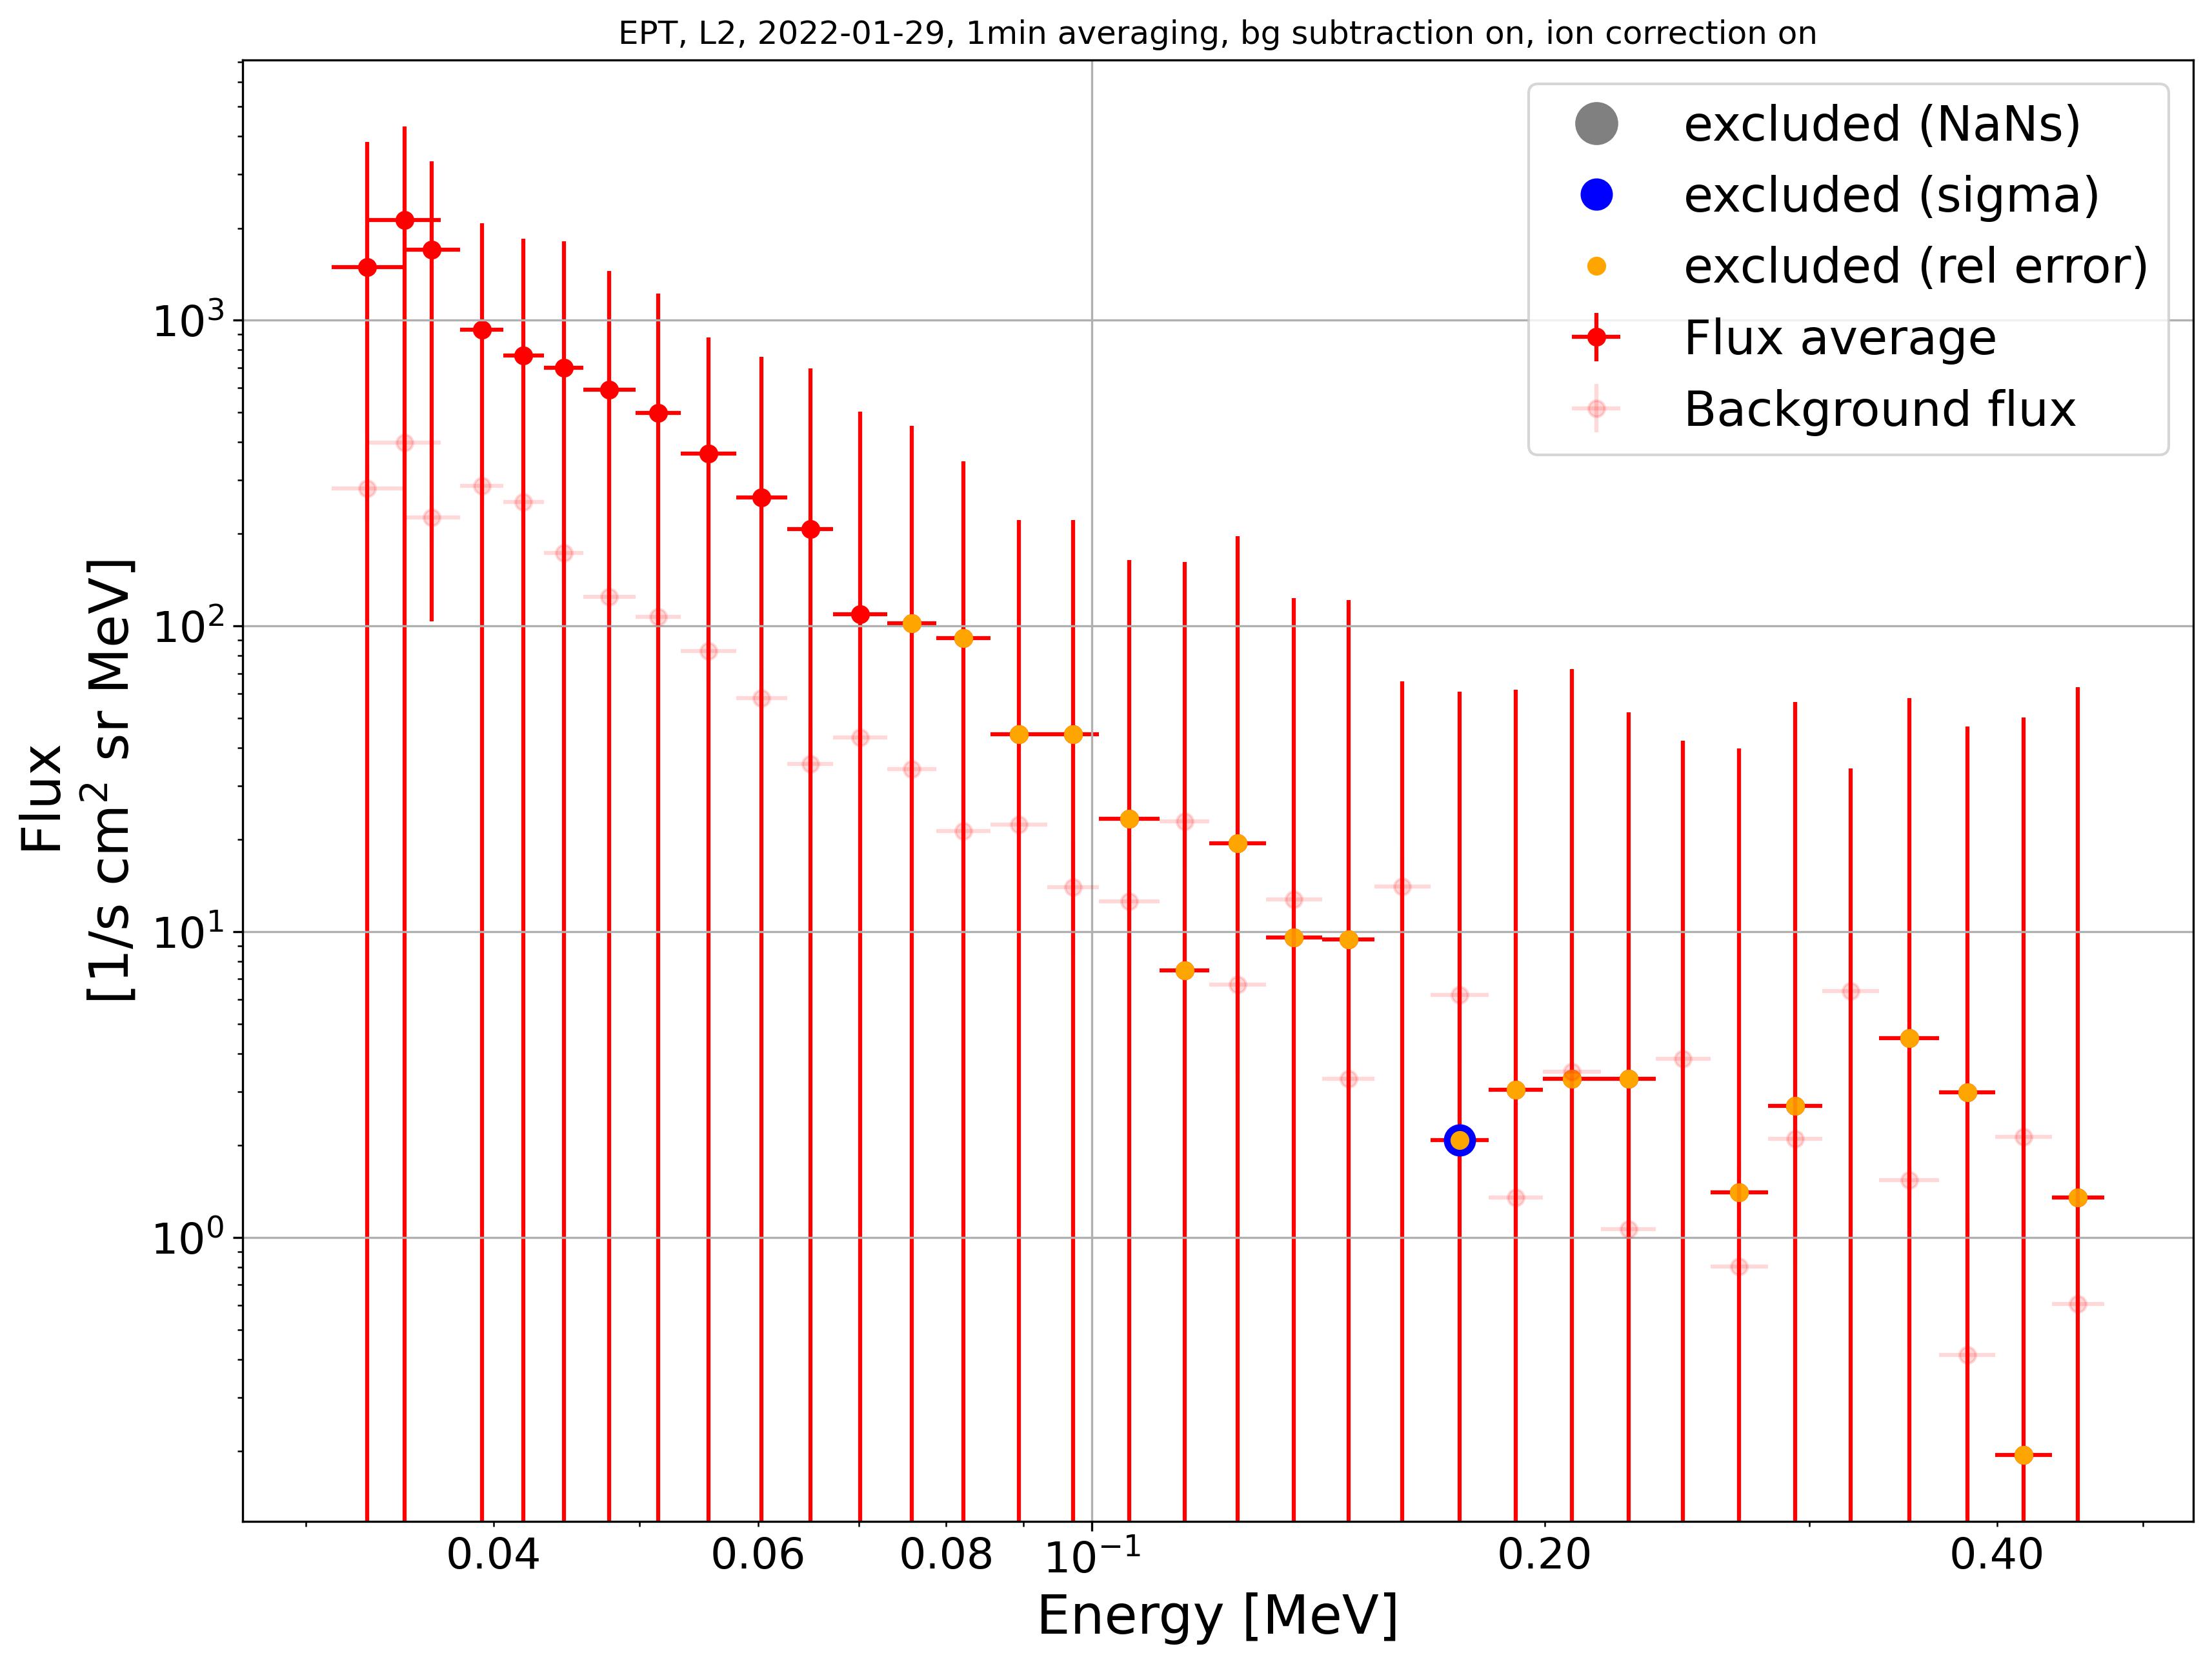 EPT, L2, 2022-01-29, 1min averaging, bg subtraction on, ion correction on
excluded (NaNs)
excluded (sigma)
excluded (rel error)
Flux average
Background flux
Flux
[1/s cm² sr MeV]
10³
10²
10¹
10⁰
0.04
0.06
0.08
10⁻¹
0.20
0.40
Energy [MeV]